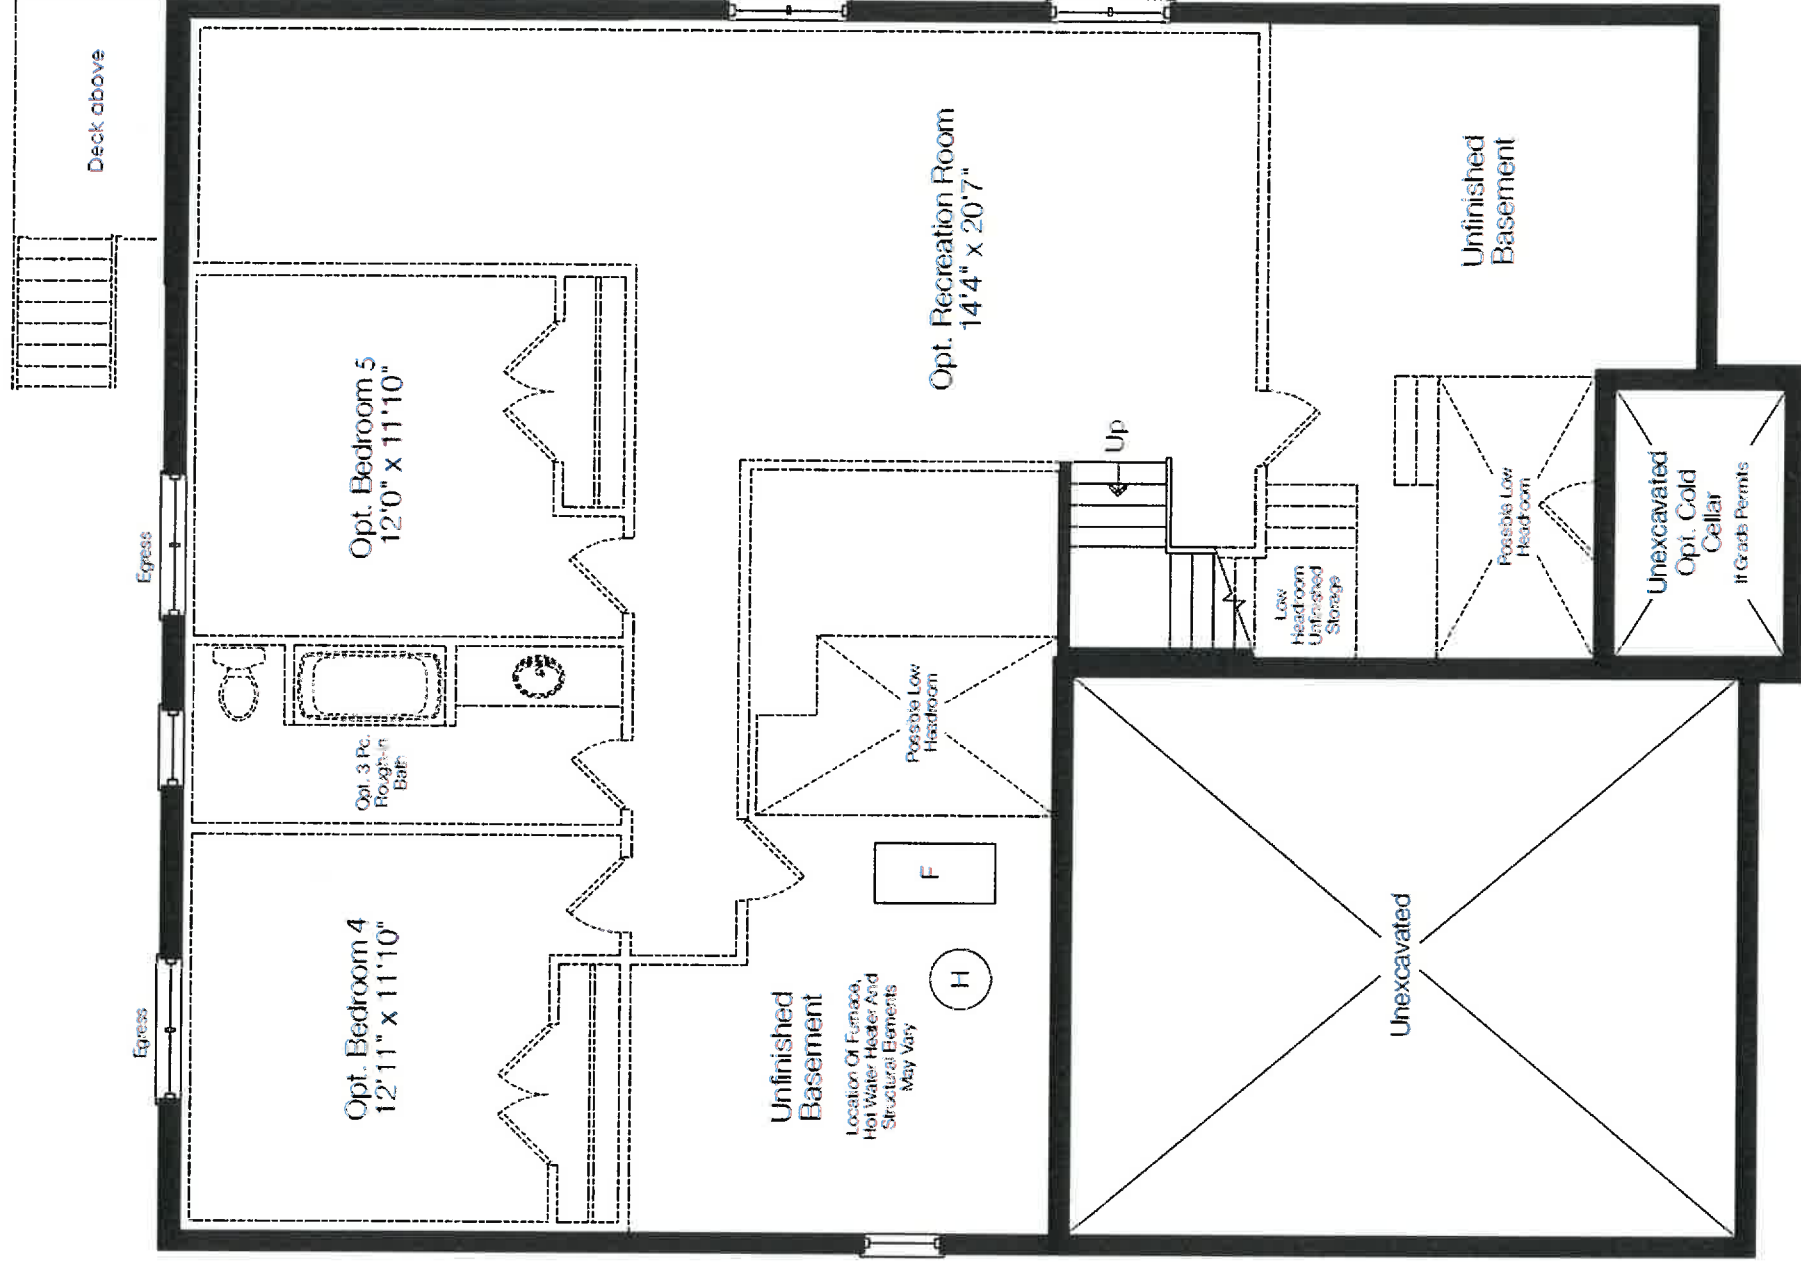 Deck above
Egress
Egress
Opt. Bedroom 4
12'11" x 11'10"
Opt. 3 Pc.
Rough-in
Bath
Opt. Bedroom 5
12'0" x 11'10"
Unfinished
Basement
Location Of Furnace,
Hot Water Heater And
Structural Elements
May Vary
H
F
Possible Low
Headroom
Opt. Recreation Room
14'4" x 20'7"
Up
Unexcavated
Low
Headroom
Unfinished
Storage
Unfinished
Basement
Possible Low
Headroom
Unexcavated
Opt. Cold
Cellar
If Grade Permits